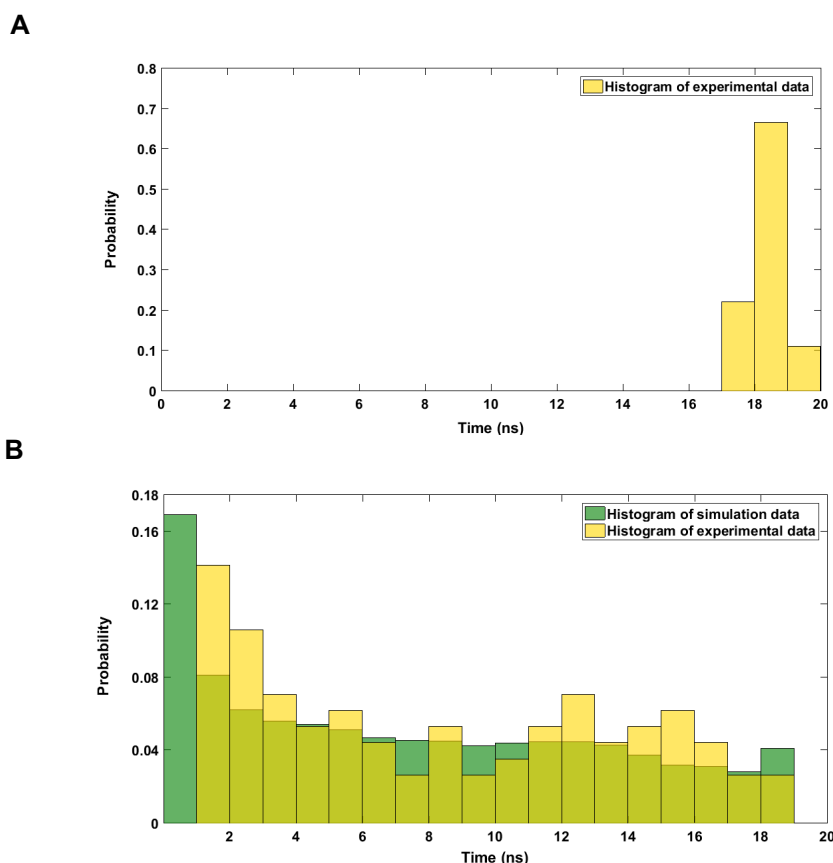 A
0.8
Histogram of experimental data
0.7
0.6
0.5
0.4
0.3
0.2
0.1
0
Probability
0 2 4 6 8 10 12 14 16 18 20
Time (ns)
B
0.18
Histogram of simulation data
0.16
Histogram of experimental data
0.12
0.08
0.04
0
Probability
2 4 6 8 10 12 14 16 18 20
Time (ns)